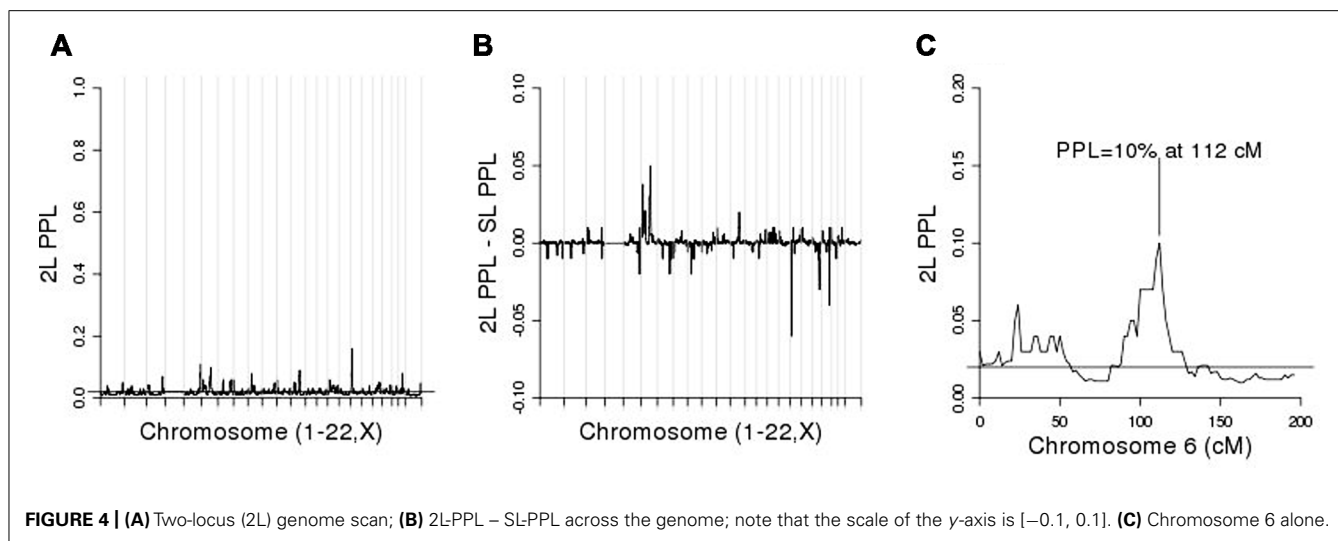 A
B
C
2L PPL
1.0
0.8
0.6
0.4
0.2
0.0
Chromosome (1-22,X)
2L PPL - SL PPL
0.10
0.05
0.00
-0.05
-0.10
Chromosome (1-22,X)
2L PPL
0.20
0.15
0.10
0.05
0.00
PPL=10% at 112 cM
0 50 100 150 200
Chromosome 6 (cM)
FIGURE 4 | (A) Two-locus (2L) genome scan; (B) 2L-PPL – SL-PPL across the genome; note that the scale of the y-axis is [−0.1, 0.1]. (C) Chromosome 6 alone.